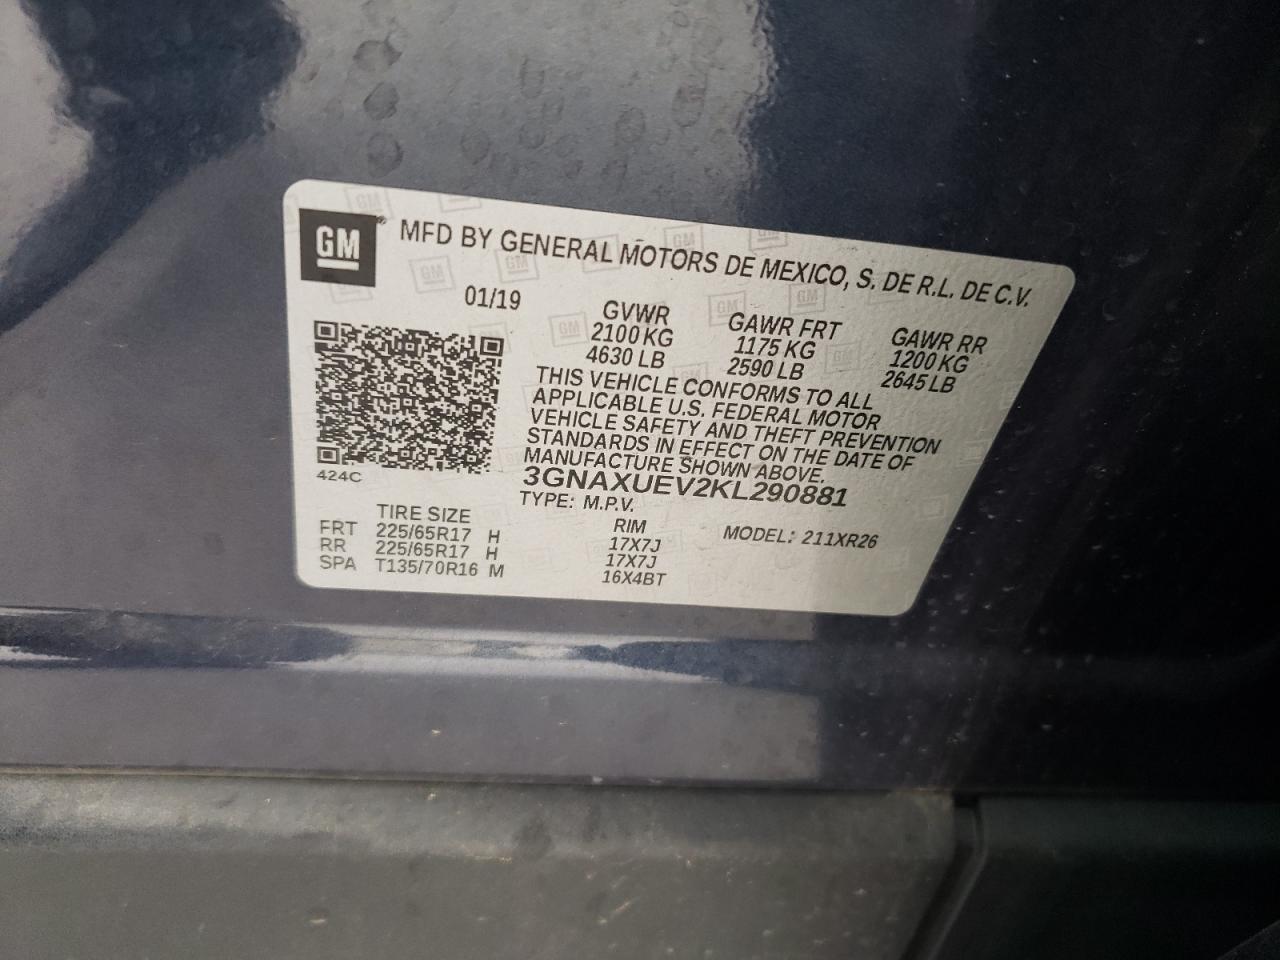 GM® MFD BY GENERAL MOTORS DE MEXICO, S. DE R.L. DE C.V.
01/19
GVWR GAWR FRT GAWR RR
2100 KG 1175 KG 1200 KG
4630 LB 2590 LB 2645 LB
THIS VEHICLE CONFORMS TO ALL
APPLICABLE U.S. FEDERAL MOTOR
VEHICLE SAFETY AND THEFT PREVENTION
STANDARDS IN EFFECT ON THE DATE OF
MANUFACTURE SHOWN ABOVE.
424C
3GNAXUEV2KL290881
TYPE: M.P.V. MODEL: 211XR26
TIRE SIZE RIM
FRT 225/65R17 H 17X7J
RR 225/65R17 H 17X7J
SPA T135/70R16 M 16X4BT